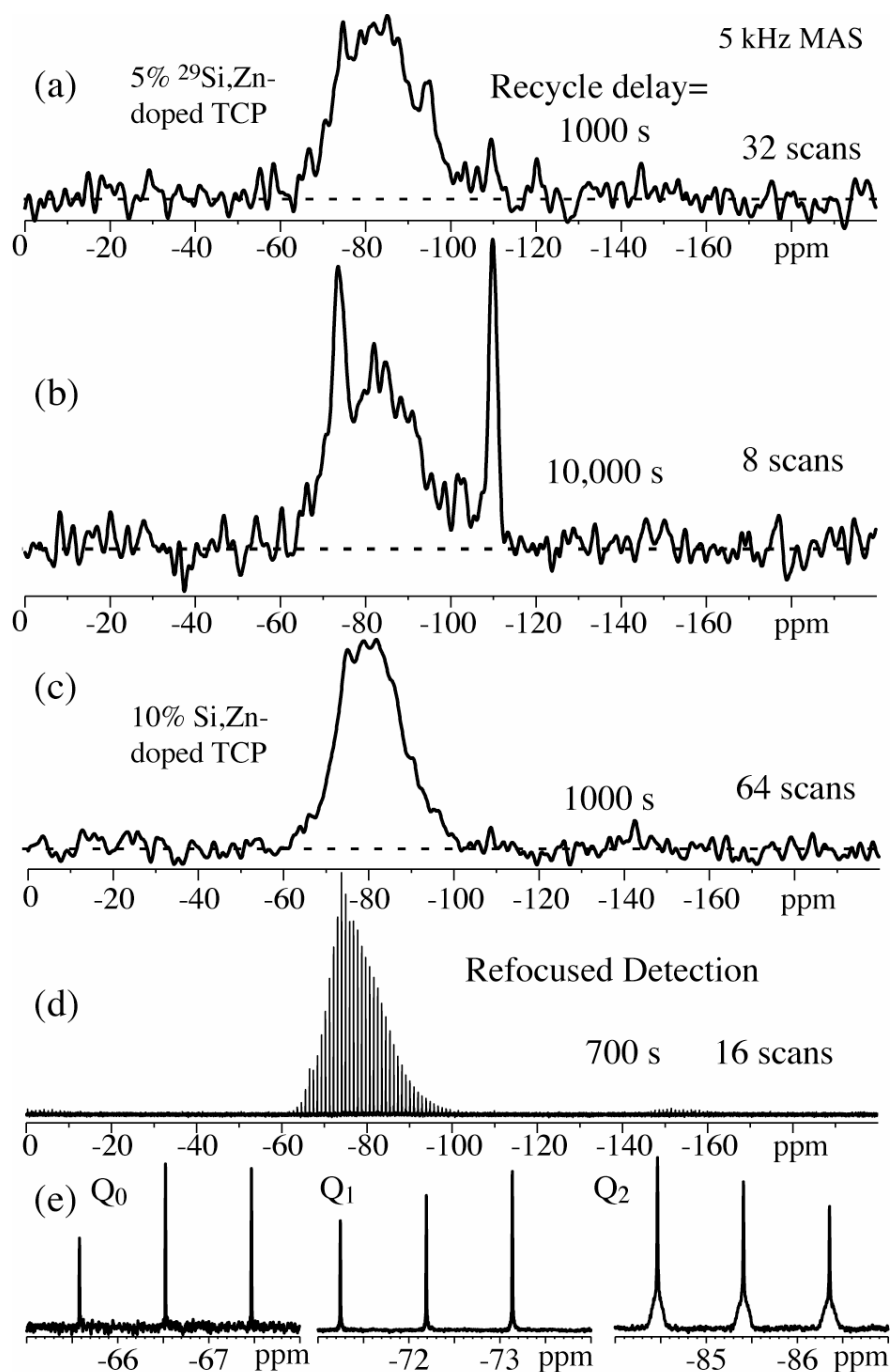 (a)
5% ²⁹Si,Zn-
doped TCP
5 kHz MAS
Recycle delay=
1000 s
32 scans
0 -20 -40 -60 -80 -100 -120 -140 -160 ppm
(b)
10,000 s 8 scans
0 -20 -40 -60 -80 -100 -120 -140 -160 ppm
(c)
10% Si,Zn-
doped TCP
1000 s 64 scans
0 -20 -40 -60 -80 -100 -120 -140 -160 ppm
Refocused Detection
(d)
700 s 16 scans
0 -20 -40 -60 -80 -100 -120 -140 -160 ppm
(e) Q₀ Q₁ Q₂
-66 -67 ppm -72 -73 ppm -85 -86 ppm